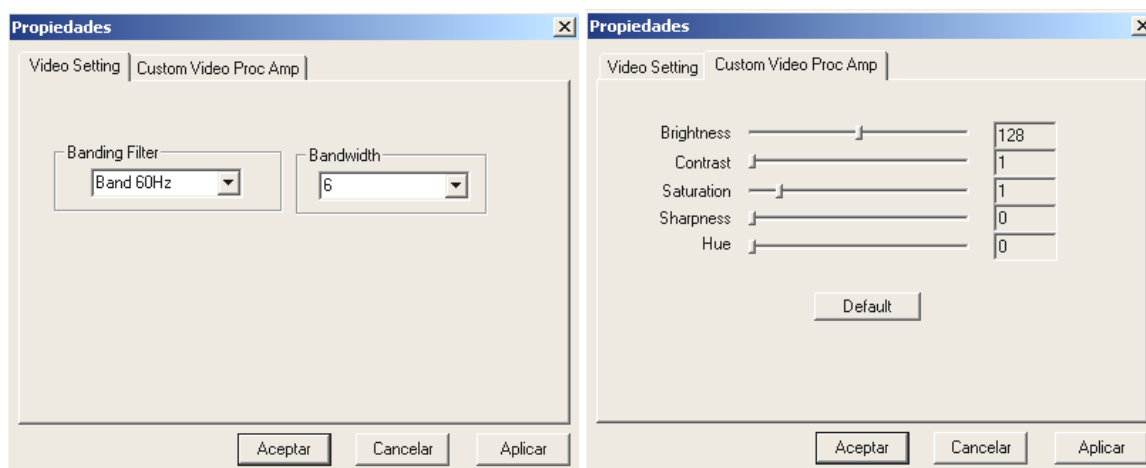 Propiedades
Video Setting
Custom Video Proc Amp
Banding Filter
Bandwidth
Band 60Hz
6
Aceptar
Cancelar
Aplicar
Propiedades
Video Setting
Custom Video Proc Amp
Brightness 128
Contrast 1
Saturation 1
Sharpness 0
Hue 0
Default
Aceptar
Cancelar
Aplicar